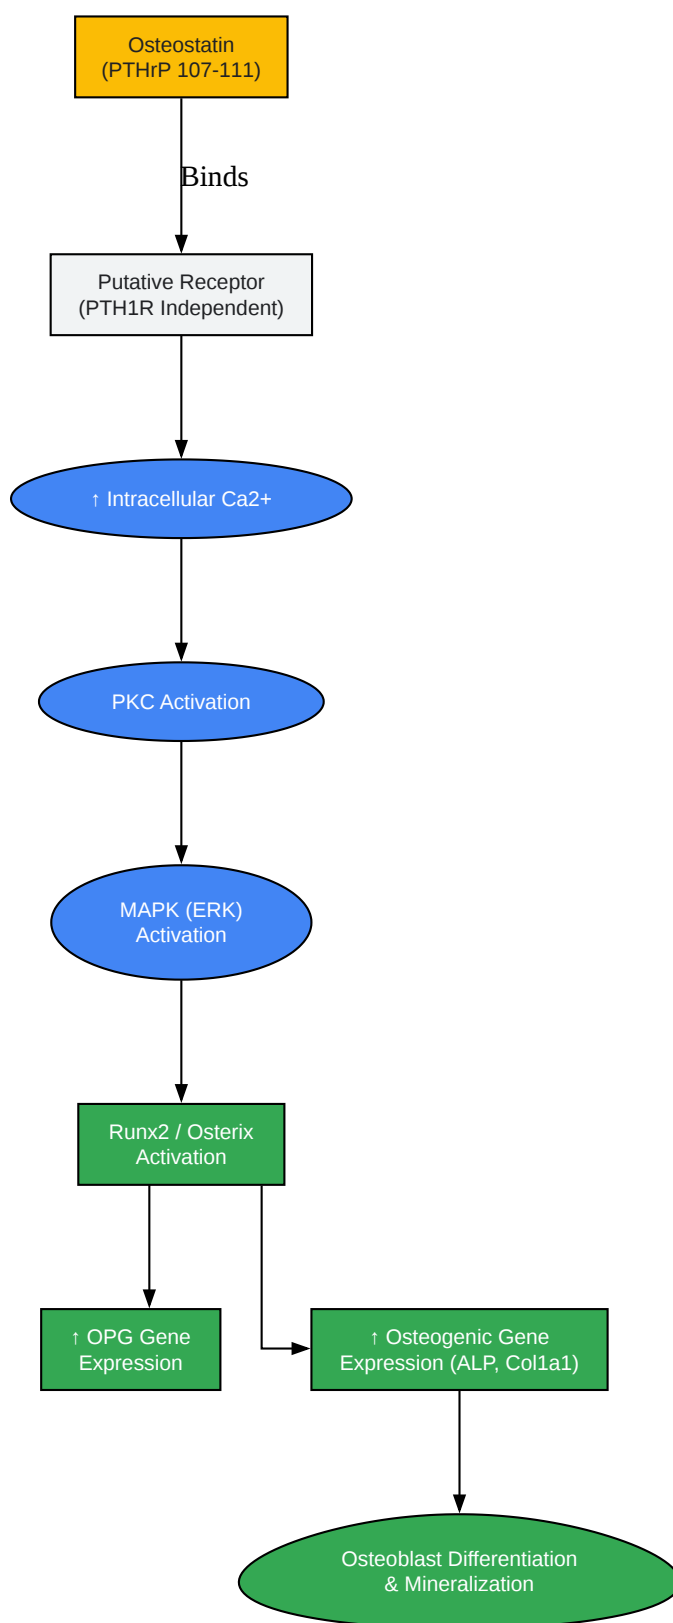 Osteostatin
(PTHrP 107-111)
Binds
Putative Receptor
(PTH1R Independent)
↑ Intracellular Ca2+
PKC Activation
MAPK (ERK)
Activation
Runx2 / Osterix
Activation
↑ OPG Gene
Expression
↑ Osteogenic Gene
Expression (ALP, Col1a1)
Osteoblast Differentiation
& Mineralization